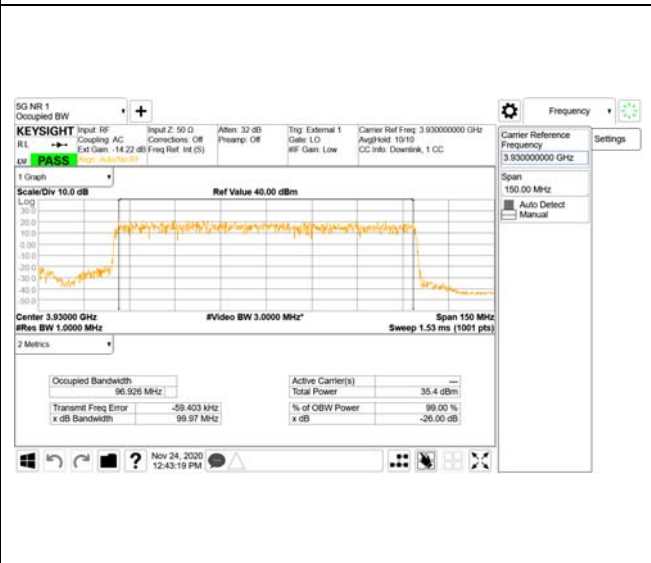 5G NR 1
Occupied BW
Frequency
KEYSIGHT
Input: RF
Input Z: 50 Ω
Atten: 32 dB
Trig: External 1
Carrier Ref Freq: 3.930000000 GHz
R L
Coupling: AC
Corrections: Off
Preamp: Off
Gate: LO
Avg|Hold: 10/10
Ext Gain: -14.22 dB
Freq Ref: Int (S)
#IF Gain: Low
CC Info: Downlink, 1 CC
PASS
Align: Auto/No RF
Carrier Reference
Frequency
3.930000000 GHz
Settings
Span
150.00 MHz
Auto Detect
Manual
1 Graph
Scale/Div 10.0 dB
Ref Value 40.00 dBm
Log
30.0
20.0
10.0
0.00
-10.0
-20.0
-30.0
-40.0
-50.0
Center 3.93000 GHz
#Video BW 3.0000 MHz*
Span 150 MHz
#Res BW 1.0000 MHz
Sweep 1.53 ms (1001 pts)
2 Metrics
Occupied Bandwidth
96.926 MHz
Transmit Freq Error -59.403 kHz
x dB Bandwidth 99.97 MHz
Active Carrier(s) ---
Total Power 35.4 dBm
% of OBW Power 99.00 %
x dB -26.00 dB
?
Nov 24, 2020
12:43:19 PM